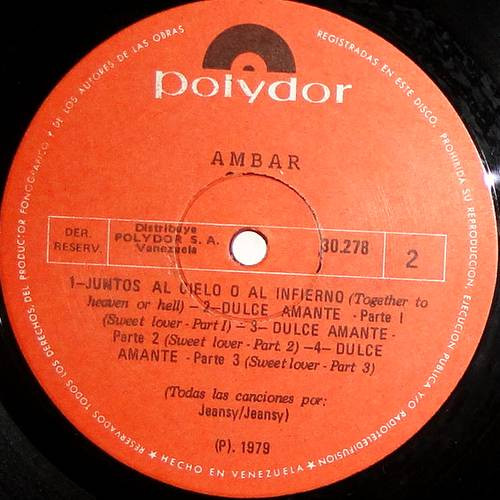 polydor
AMBAR
DER.
RESERV.
Distribuye
POLYDOR S. A.
Venezuela
30.278
2
1-JUNTOS AL CIELO O AL INFIERNO (Together to
heaven or hell) - 2- DULCE AMANTE - Parte 1
(Sweet lover - Part 1) - 3- DULCE AMANTE -
Parte 2 (Sweet lover - Part. 2) -4- DULCE
AMANTE - Parte 3 (Sweet lover - Part 3)
(Todas las canciones por:
Jeansy/Jeansy)
(P). 1979
★ RESERVADOS TODOS LOS DERECHOS, DEL PRODUCTOR FONOGRAFICO Y DE LOS AUTORES DE LAS OBRAS
REGISTRADAS EN ESTE DISCO. PROHIBIDA SU REPRODUCCION, EJECUCION PUBLICA Y/O RADIOTELEDIFUSION ★
HECHO EN VENEZUELA